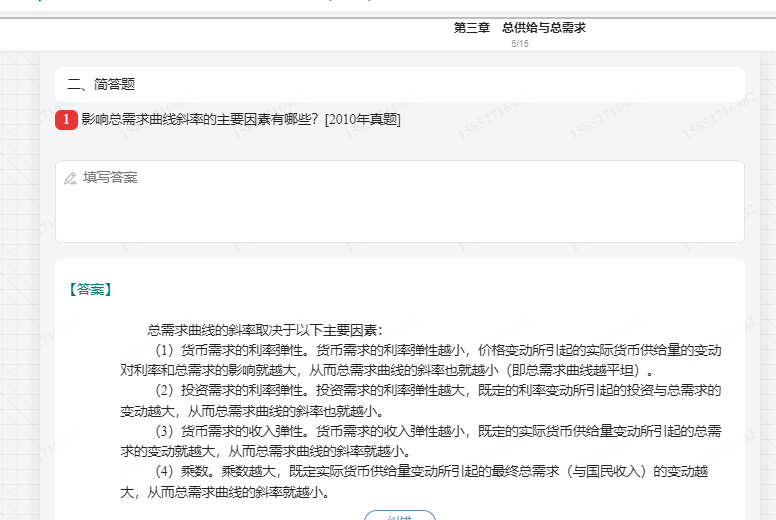 第三章 总供给与总需求
5/15
二、简答题
1 影响总需求曲线斜率的主要因素有哪些？[2010年真题]
填写答案
【答案】
总需求曲线的斜率取决于以下主要因素：
（1）货币需求的利率弹性。货币需求的利率弹性越小，价格变动所引起的实际货币供给量的变动
对利率和总需求的影响就越大，从而总需求曲线的斜率也就越小（即总需求曲线越平坦）。
（2）投资需求的利率弹性。投资需求的利率弹性越大，既定的利率变动所引起的投资与总需求的
变动越大，从而总需求曲线的斜率也就越小。
（3）货币需求的收入弹性。货币需求的收入弹性越小，既定的实际货币供给量变动所引起的总需
求的变动就越大，从而总需求曲线的斜率就越小。
（4）乘数。乘数越大，既定实际货币供给量变动所引起的最终总需求（与国民收入）的变动越
大，从而总需求曲线的斜率就越小。